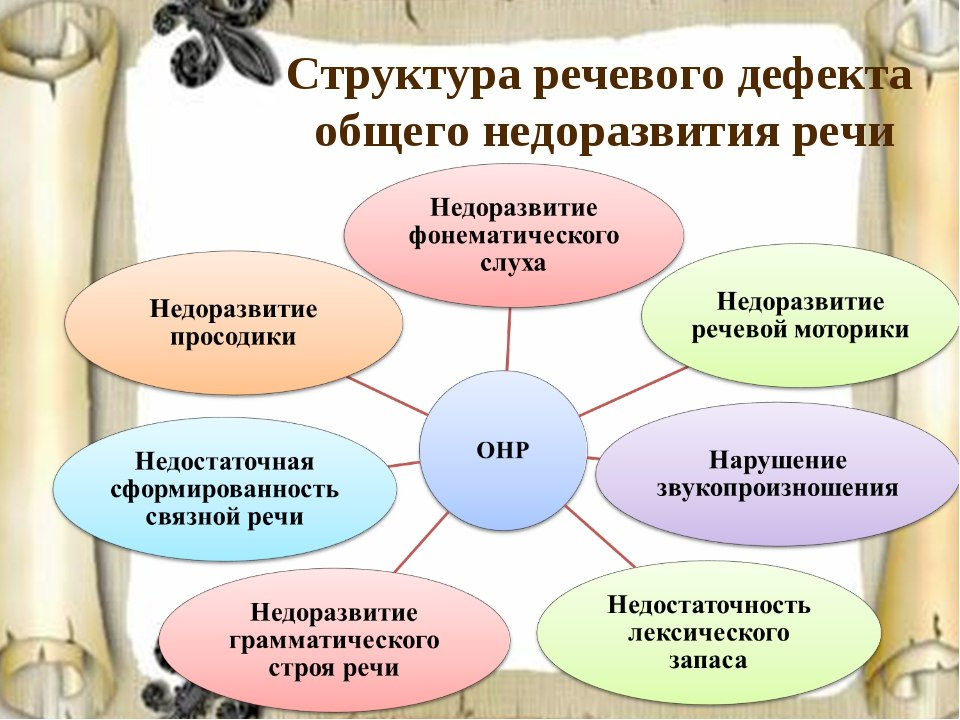 Структура речевого дефекта
общего недоразвития речи
Недоразвитие
фонематического
слуха
Недоразвитие
речевой моторики
Нарушение
звукопроизношения
Недостаточность
лексического
запаса
Недоразвитие
грамматического
строя речи
Недостаточная
сформированность
связной речи
Недоразвитие
просодики
ОНР